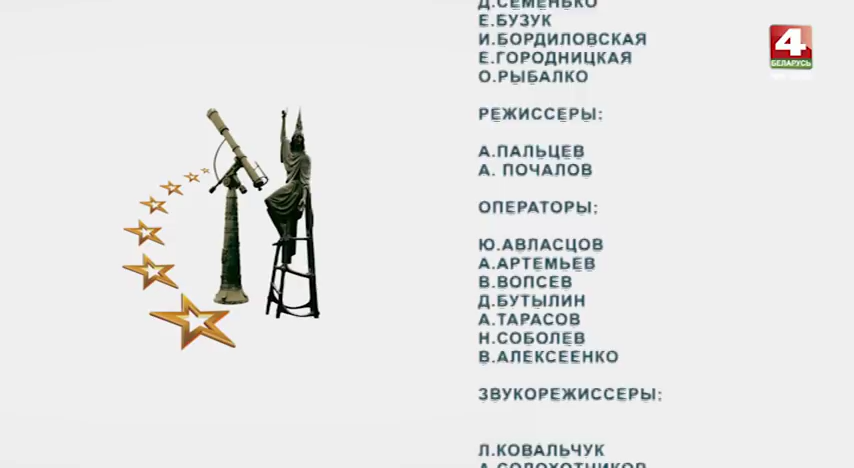 Д.СЕМЕНЬКО
Е.БУЗУК
И.БОРДИЛОВСКАЯ
Е.ГОРОДНИЦКАЯ
О.РЫБАЛКО
РЕЖИССЕРЫ:
А.ПАЛЬЦЕВ
А. ПОЧАЛОВ
ОПЕРАТОРЫ:
Ю.АВЛАСЦОВ
А.АРТЕМЬЕВ
В.ВОПСЕВ
Д.БУТЫЛИН
А.ТАРАСОВ
Н.СОБОЛЕВ
В.АЛЕКСЕЕНКО
ЗВУКОРЕЖИССЕРЫ:
Л.КОВАЛЬЧУК
4
БЕЛАРУСЬ